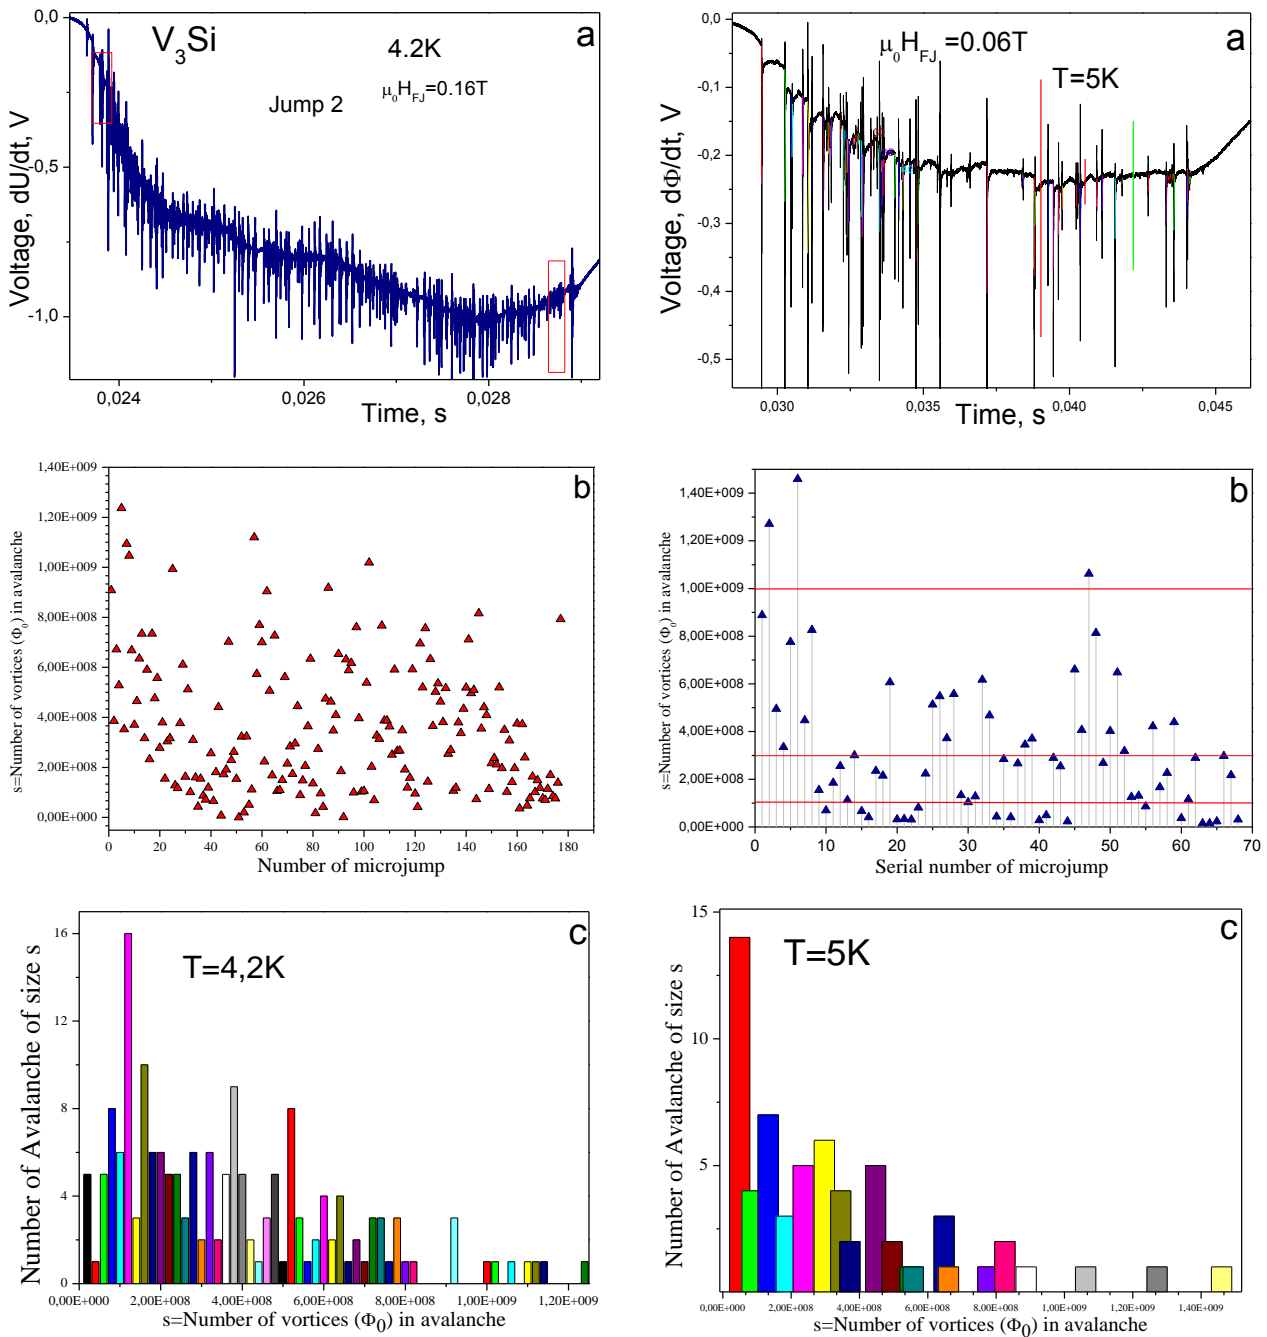 V₃Si
a
4.2K
μ₀H_FJ=0.16T
Jump 2
Voltage, dU/dt, V
0,0
-0,5
-1,0
0,024
0,026
0,028
Time, s
a
μ₀H_FJ =0.06T
T=5K
Voltage, dΦ/dt, V
0,0
-0,1
-0,2
-0,3
-0,4
-0,5
0,030
0,035
0,040
0,045
Time, s
b
s=Number of vortices (Φ₀) in avalanche
1,40E+009
1,20E+009
1,00E+009
8,00E+008
6,00E+008
4,00E+008
2,00E+008
0,00E+000
0 20 40 60 80 100 120 140 160 180
Number of microjump
b
s=Number of vortices (Φ₀) in avalanche
1,40E+009
1,20E+009
1,00E+009
8,00E+008
6,00E+008
4,00E+008
2,00E+008
0,00E+000
0 10 20 30 40 50 60 70
Serial number of microjump
c
T=4,2K
Number of Avalanche of size s
16
12
8
4
0
0,00E+000 2,00E+008 4,00E+008 6,00E+008 8,00E+008 1,00E+009 1,20E+009
s=Number of vortices (Φ₀) in avalanche
c
T=5K
Number of Avalanche of size s
15
10
5
0,00E+000 2,00E+008 4,00E+008 6,00E+008 8,00E+008 1,00E+009 1,20E+009 1,40E+009
s=Number of vortices (Φ₀) in avalanche